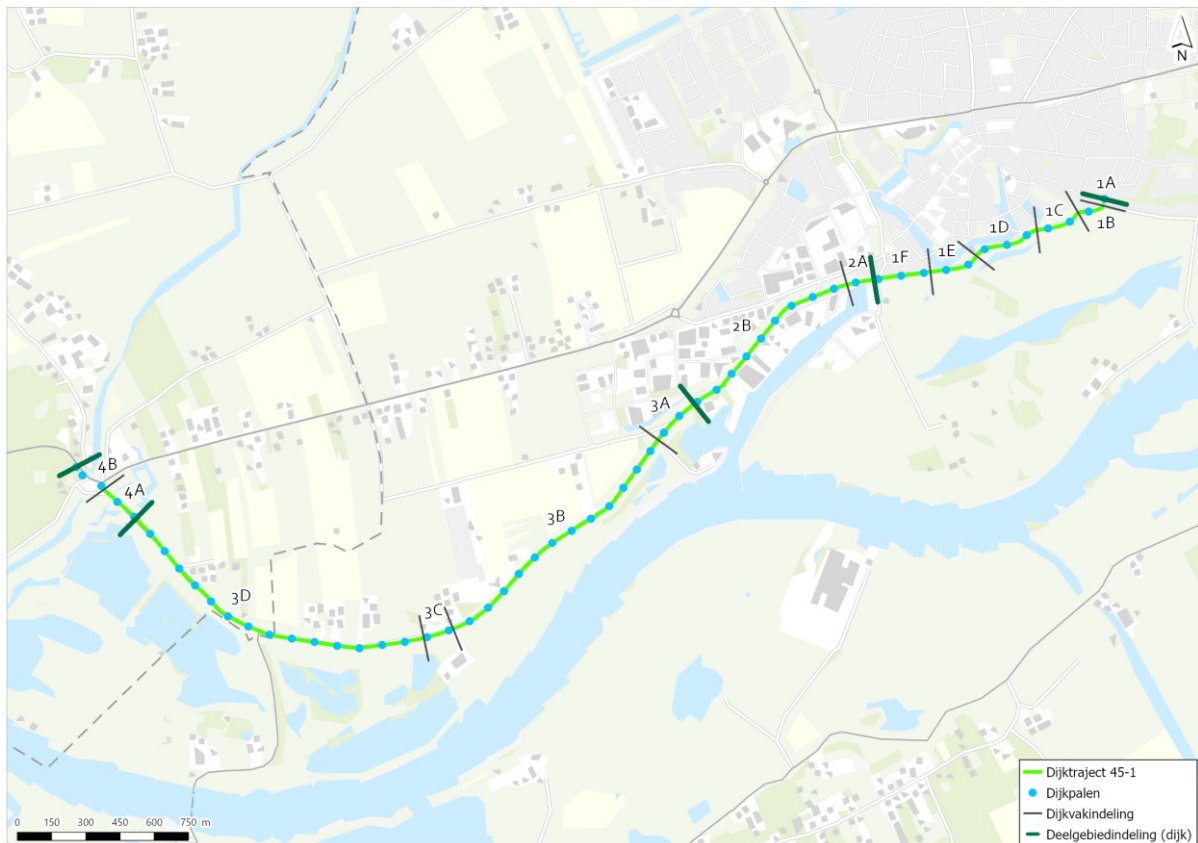 N
1A
1B
1C
1D
1E
1F
2A
2B
3A
3B
3C
3D
4A
4B
Dijktraject 45-1
Dijkpalen
Dijkvakindeling
Deelgebiedindeling (dijk)
0 150 300 450 600 750 m